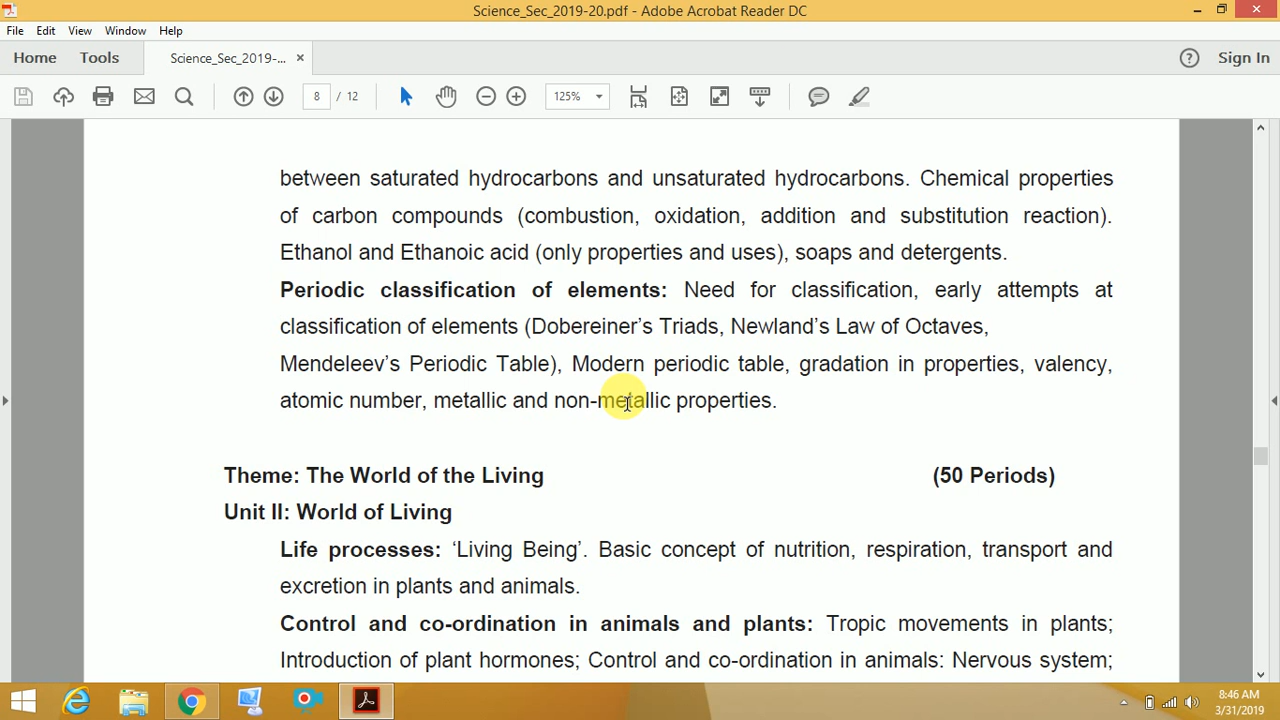 Science_Sec_2019-20.pdf - Adobe Acrobat Reader DC
File Edit View Window Help
Home Tools Science_Sec_2019-... × Sign In
8 / 12 125%
between saturated hydrocarbons and unsaturated hydrocarbons. Chemical properties
of carbon compounds (combustion, oxidation, addition and substitution reaction).
Ethanol and Ethanoic acid (only properties and uses), soaps and detergents.
Periodic classification of elements: Need for classification, early attempts at
classification of elements (Dobereiner’s Triads, Newland’s Law of Octaves,
Mendeleev’s Periodic Table), Modern periodic table, gradation in properties, valency,
atomic number, metallic and non-metallic properties.
Theme: The World of the Living (50 Periods)
Unit II: World of Living
Life processes: ‘Living Being’. Basic concept of nutrition, respiration, transport and
excretion in plants and animals.
Control and co-ordination in animals and plants: Tropic movements in plants;
Introduction of plant hormones; Control and co-ordination in animals: Nervous system;
8:46 AM
3/31/2019